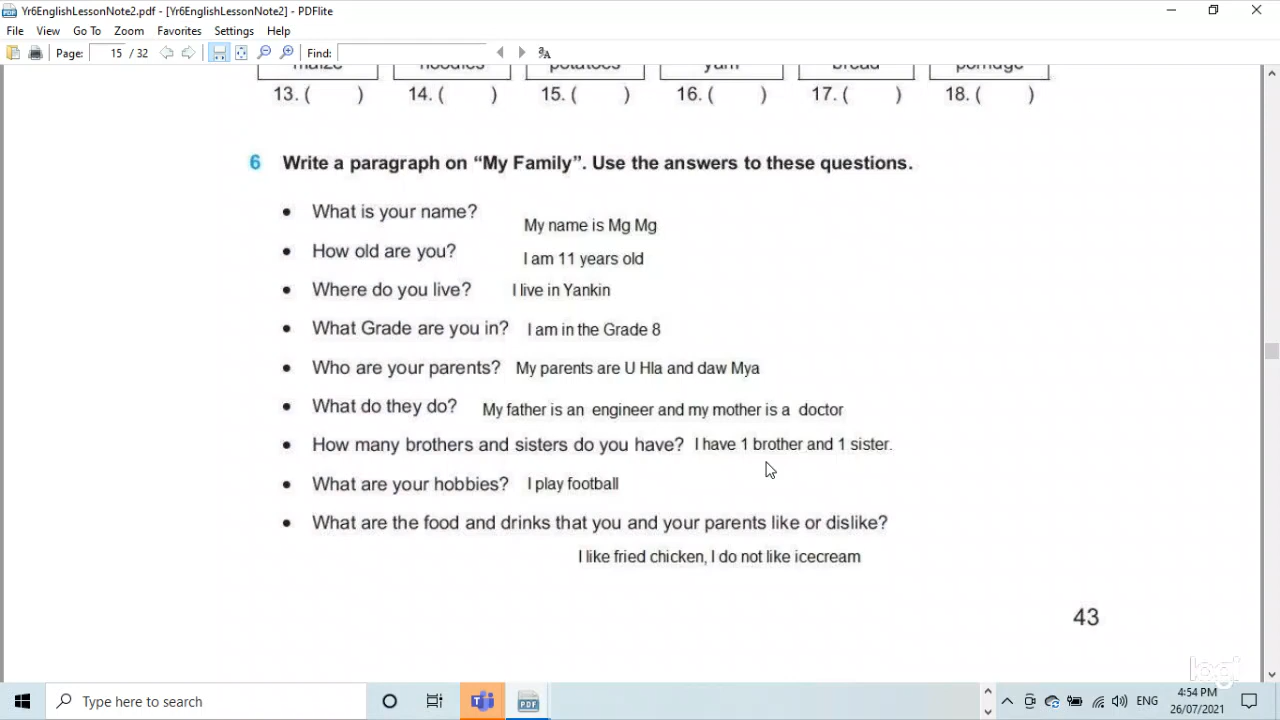 Yr6EnglishLessonNote2.pdf - [Yr6EnglishLessonNote2] - PDFlite
File View Go To Zoom Favorites Settings Help
Page: 15 / 32 Find:
maize noodles potatoes yam bread porridge
13. ( ) 14. ( ) 15. ( ) 16. ( ) 17. ( ) 18. ( )
6 Write a paragraph on “My Family”. Use the answers to these questions.
• What is your name? My name is Mg Mg
• How old are you? I am 11 years old
• Where do you live? I live in Yankin
• What Grade are you in? I am in the Grade 8
• Who are your parents? My parents are U Hla and daw Mya
• What do they do? My father is an engineer and my mother is a doctor
• How many brothers and sisters do you have? I have 1 brother and 1 sister.
• What are your hobbies? I play football
• What are the food and drinks that you and your parents like or dislike?
I like fried chicken, I do not like icecream
43
Type here to search
ENG
4:54 PM
26/07/2021